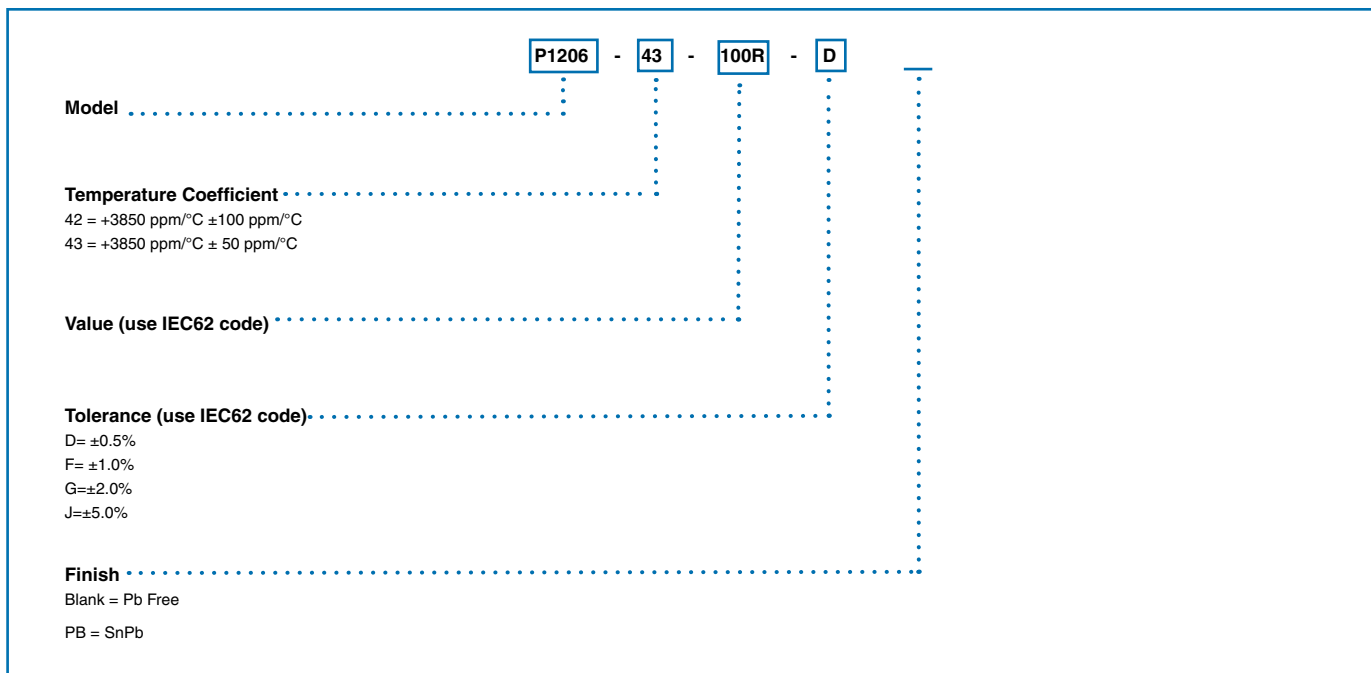 P1206 - 43 - 100R - D
Model
Temperature Coefficient
42 = +3850 ppm/°C ±100 ppm/°C
43 = +3850 ppm/°C ± 50 ppm/°C
Value (use IEC62 code)
Tolerance (use IEC62 code)
D= ±0.5%
F= ±1.0%
G=±2.0%
J=±5.0%
Finish
Blank = Pb Free
PB = SnPb